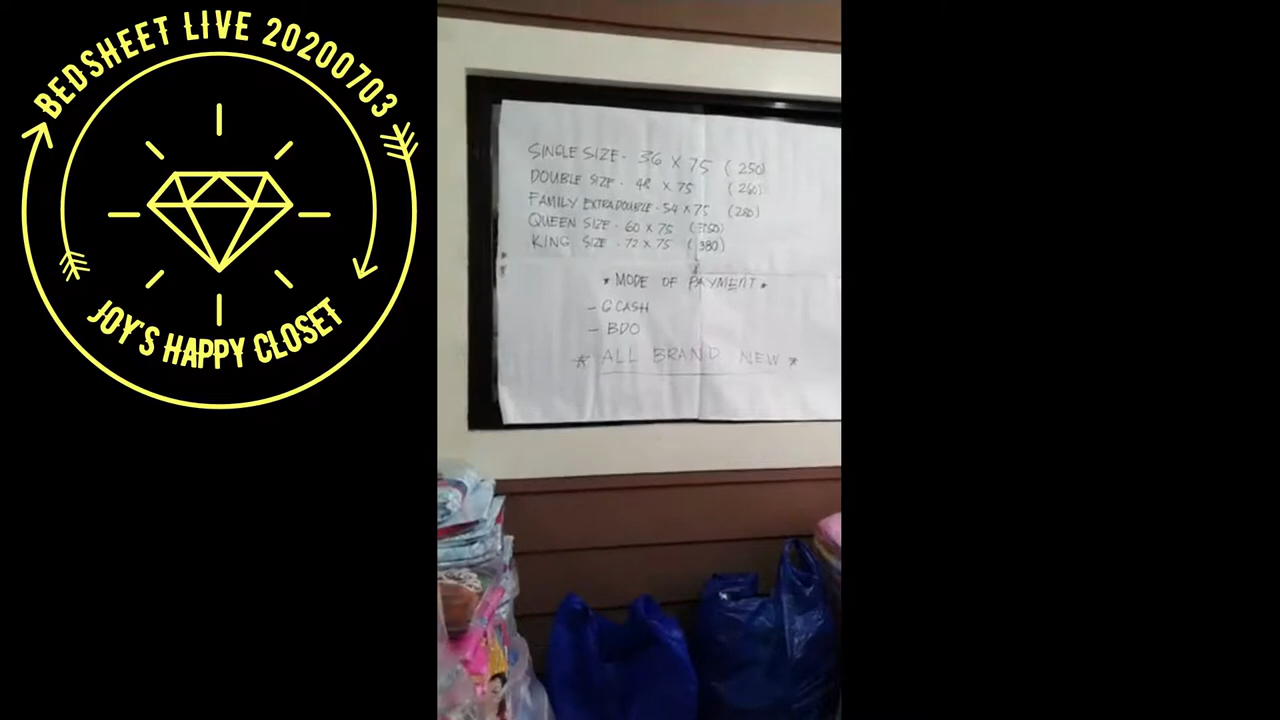 BEDSHEET LIVE 20200703
JOY'S HAPPY CLOSET
SINGLE SIZE - 36 X 75 (250)
DOUBLE SIZE - 48 X 75 (260)
FAMILY EXTRA DOUBLE - 54 X 75 (280)
QUEEN SIZE - 60 X 75 (350)
KING SIZE - 72 X 75 (380)
* MODE OF PAYMENT *
- GCASH
- BDO
* ALL BRAND NEW *